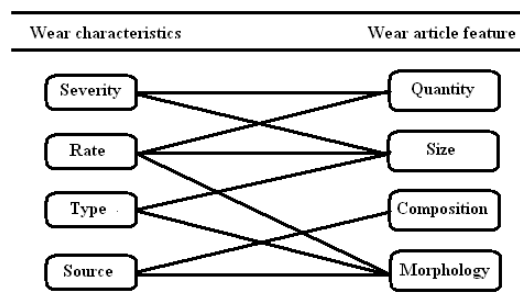 Wear characteristics Wear article feature
Severity Quantity
Rate Size
Type Composition
Source Morphology